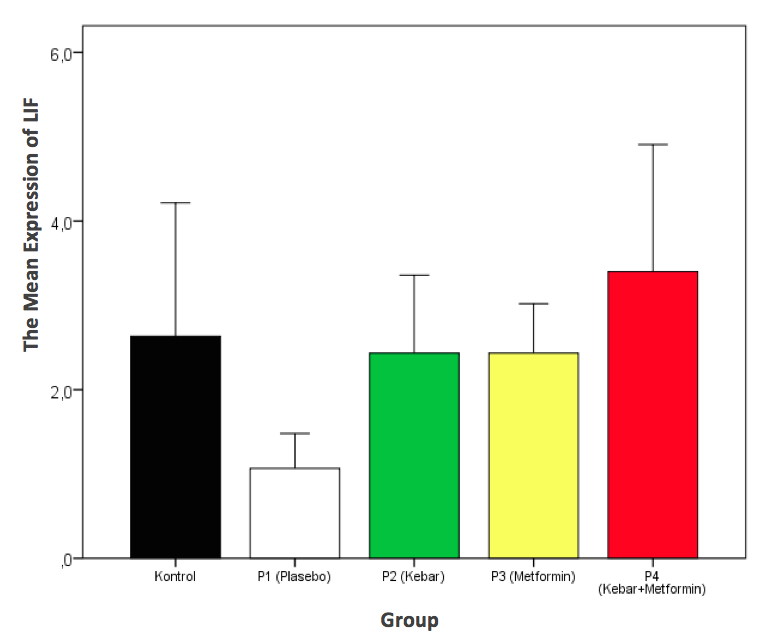 The Mean Expression of LIF
6,0
4,0
2,0
,0
Kontrol
P1 (Plasebo)
P2 (Kebar)
P3 (Metformin)
P4
(Kebar+Metformin)
Group